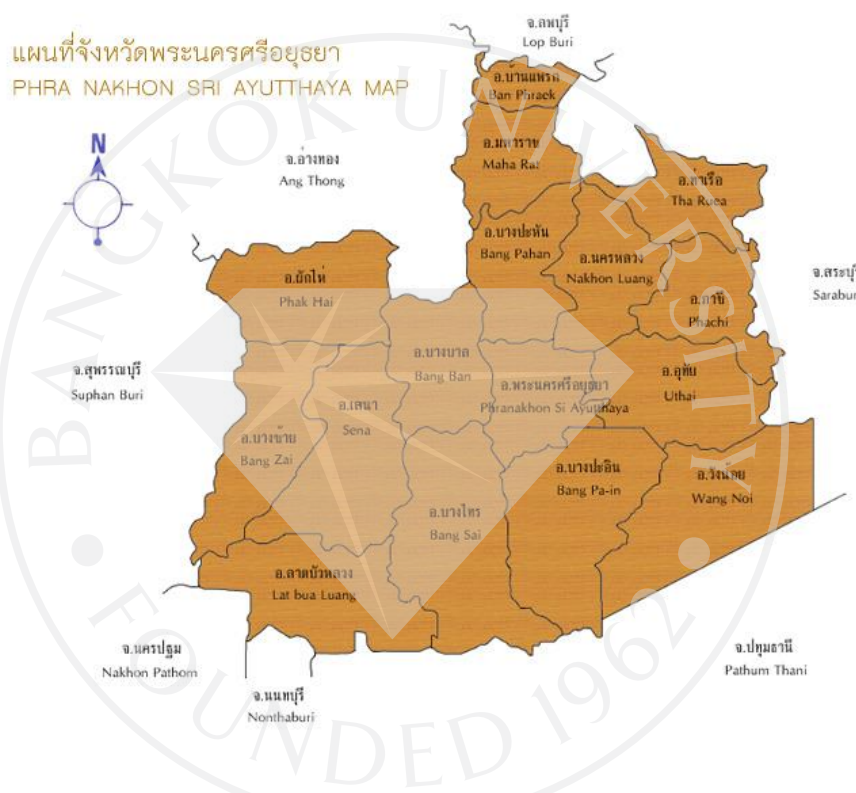 แผนที่จังหวัดพระนครศรีอยุธยา
PHRA NAKHON SRI AYUTTHAYA MAP
จ.ลพบุรี
Lop Buri
อ.บ้านแพรก
Ban Phraek
N
จ.อ่างทอง
Ang Thong
อ.มหาราช
Maha Rat
อ.ท่าเรือ
Tha Ruea
อ.บางปะหัน
Bang Pahan
อ.นครหลวง
Nakhon Luang
อ.ผักไห่
Phak Hai
จ.สระบุรี
Sarabur
อ.ภาชี
Phachi
จ.สุพรรณบุรี
Suphan Buri
อ.บางบาล
Bang Ban
อ.พระนครศรีอยุธยา
Phranakhon Si Ayutthaya
อ.อุทัย
Uthai
อ.เสนา
Sena
อ.บางซ้าย
Bang Zai
อ.บางปะอิน
Bang Pa-in
อ.วังน้อย
Wang Noi
อ.บางไทร
Bang Sai
อ.ลาดบัวหลวง
Lat bua Luang
จ.นครปฐม
Nakhon Pathom
จ.ปทุมธานี
Pathum Thani
จ.นนทบุรี
Nonthaburi
BANGKOK UNIVERSITY
FOUNDED 1962